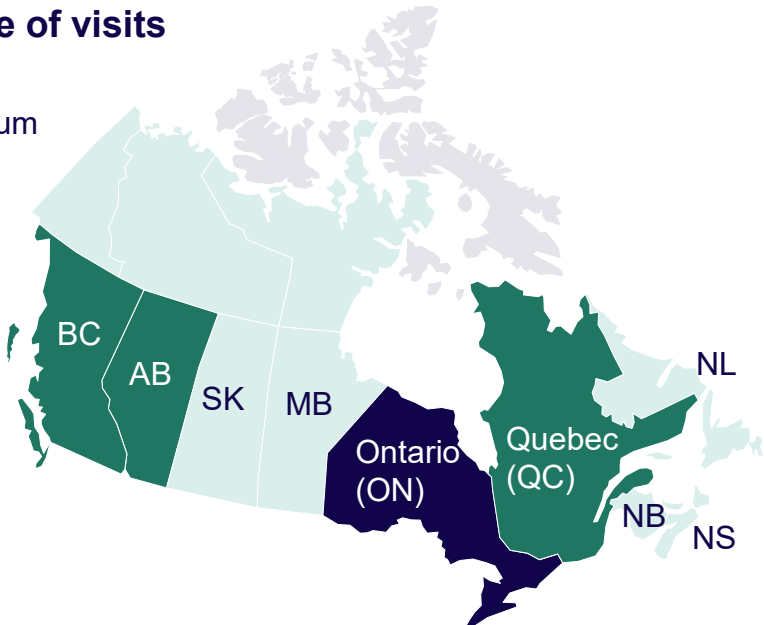 e of visits
um
BC
AB
SK
MB
Ontario
(ON)
Quebec
(QC)
NL
NB
NS